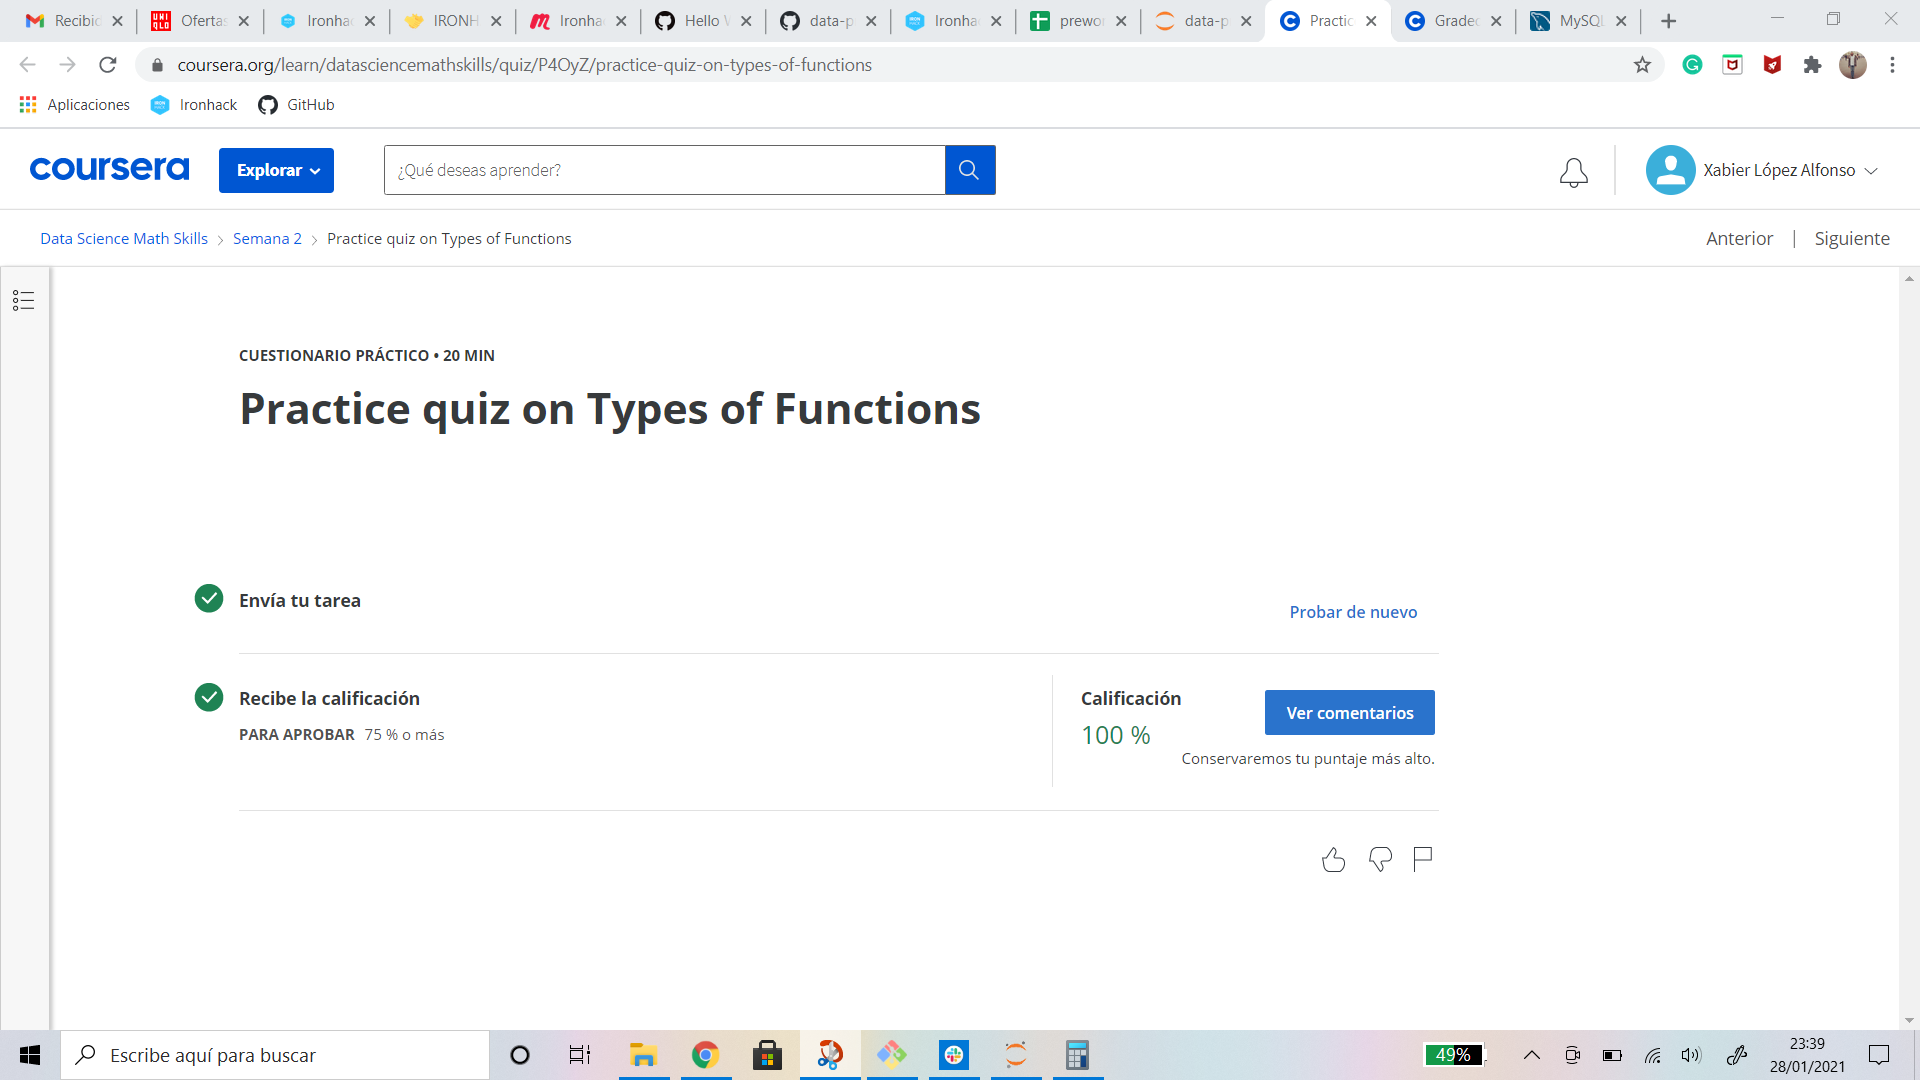 Recibic
UNI QLO
Ofertas
Ironhac
IRONH
Ironhac
Hello W
data-p
Ironhac
prewor
data-p
Practic
Gradec
MySQL
coursera.org/learn/datasciencemathskills/quiz/P4OyZ/practice-quiz-on-types-of-functions
Aplicaciones
Ironhack
GitHub
coursera
Explorar
¿Qué deseas aprender?
Xabier López Alfonso
Data Science Math Skills > Semana 2 > Practice quiz on Types of Functions
Anterior | Siguiente
CUESTIONARIO PRÁCTICO • 20 MIN
Practice quiz on Types of Functions
Envía tu tarea
Probar de nuevo
Recibe la calificación
PARA APROBAR 75 % o más
Calificación
100 %
Ver comentarios
Conservaremos tu puntaje más alto.
Escribe aquí para buscar
49%
23:39
28/01/2021